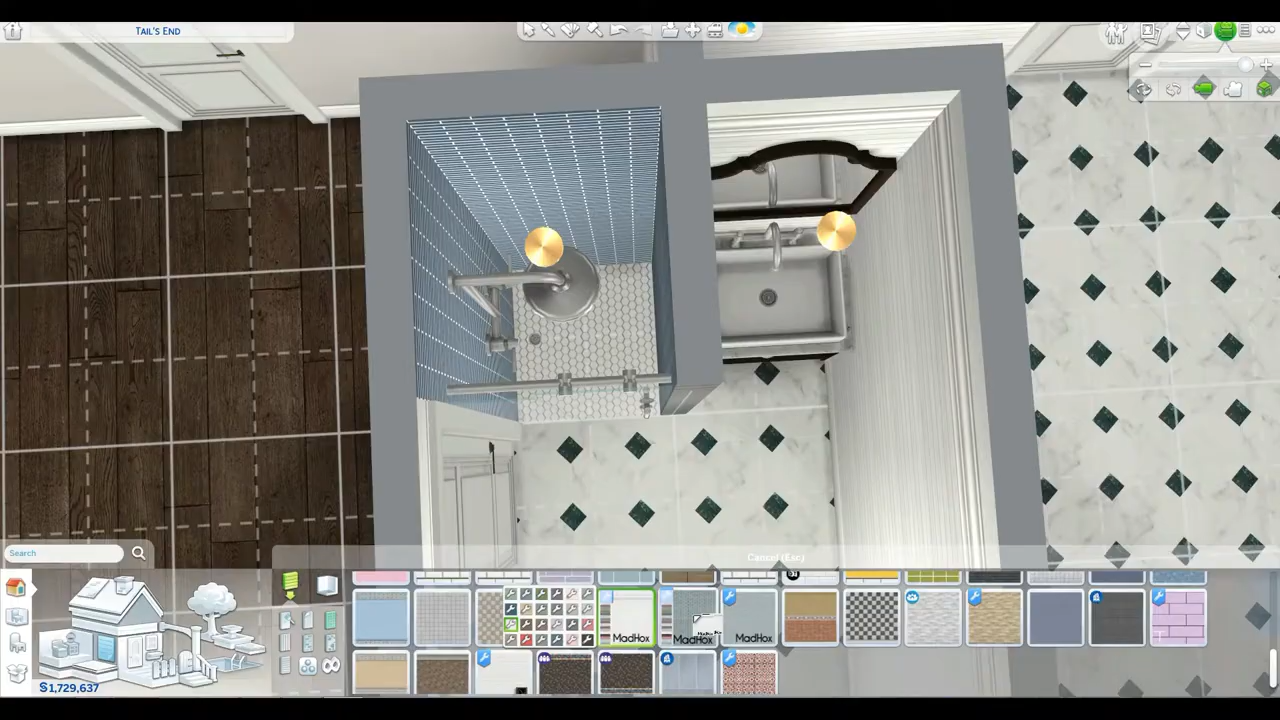 TAIL'S END
Cancel (Esc)
Search
MadHox
MadHox
MadHox
$1,729,637